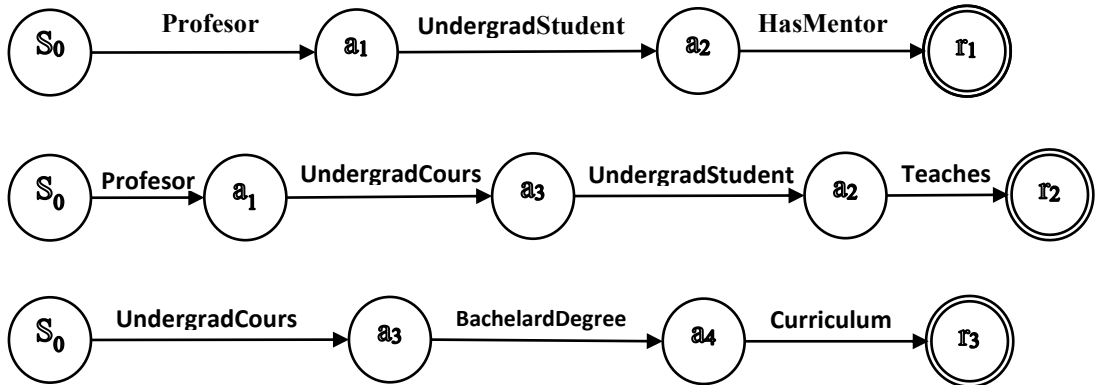 S0 Profesor a1 UndergradStudent a2 HasMentor r1
S0 Profesor a1 UndergradCours a3 UndergradStudent a2 Teaches r2
S0 UndergradCours a3 BachelardDegree a4 Curriculum r3